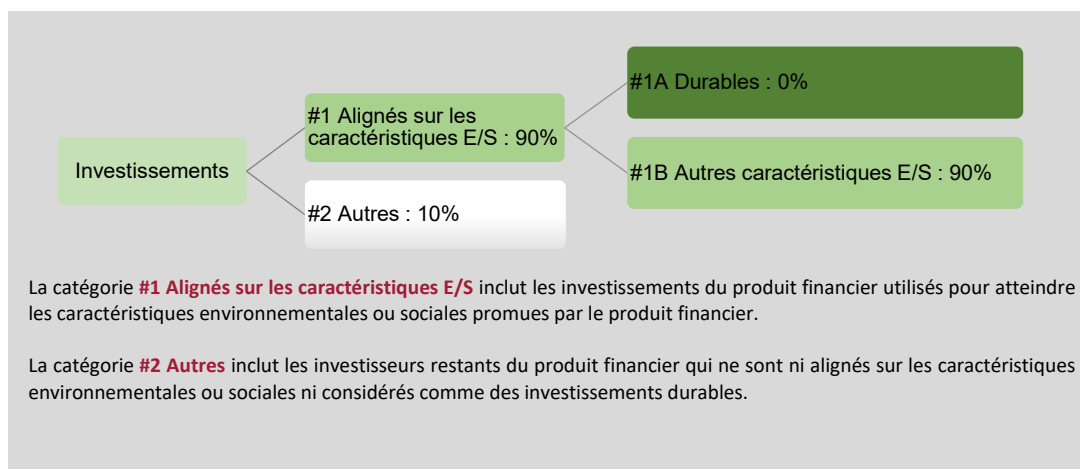 #1A Durables : 0%
#1 Alignés sur les
caractéristiques E/S : 90%
Investissements
#1B Autres caractéristiques E/S : 90%
#2 Autres : 10%
La catégorie #1 Alignés sur les caractéristiques E/S inclut les investissements du produit financier utilisés pour atteindre
les caractéristiques environnementales ou sociales promues par le produit financier.
La catégorie #2 Autres inclut les investisseurs restants du produit financier qui ne sont ni alignés sur les caractéristiques
environnementales ou sociales ni considérés comme des investissements durables.